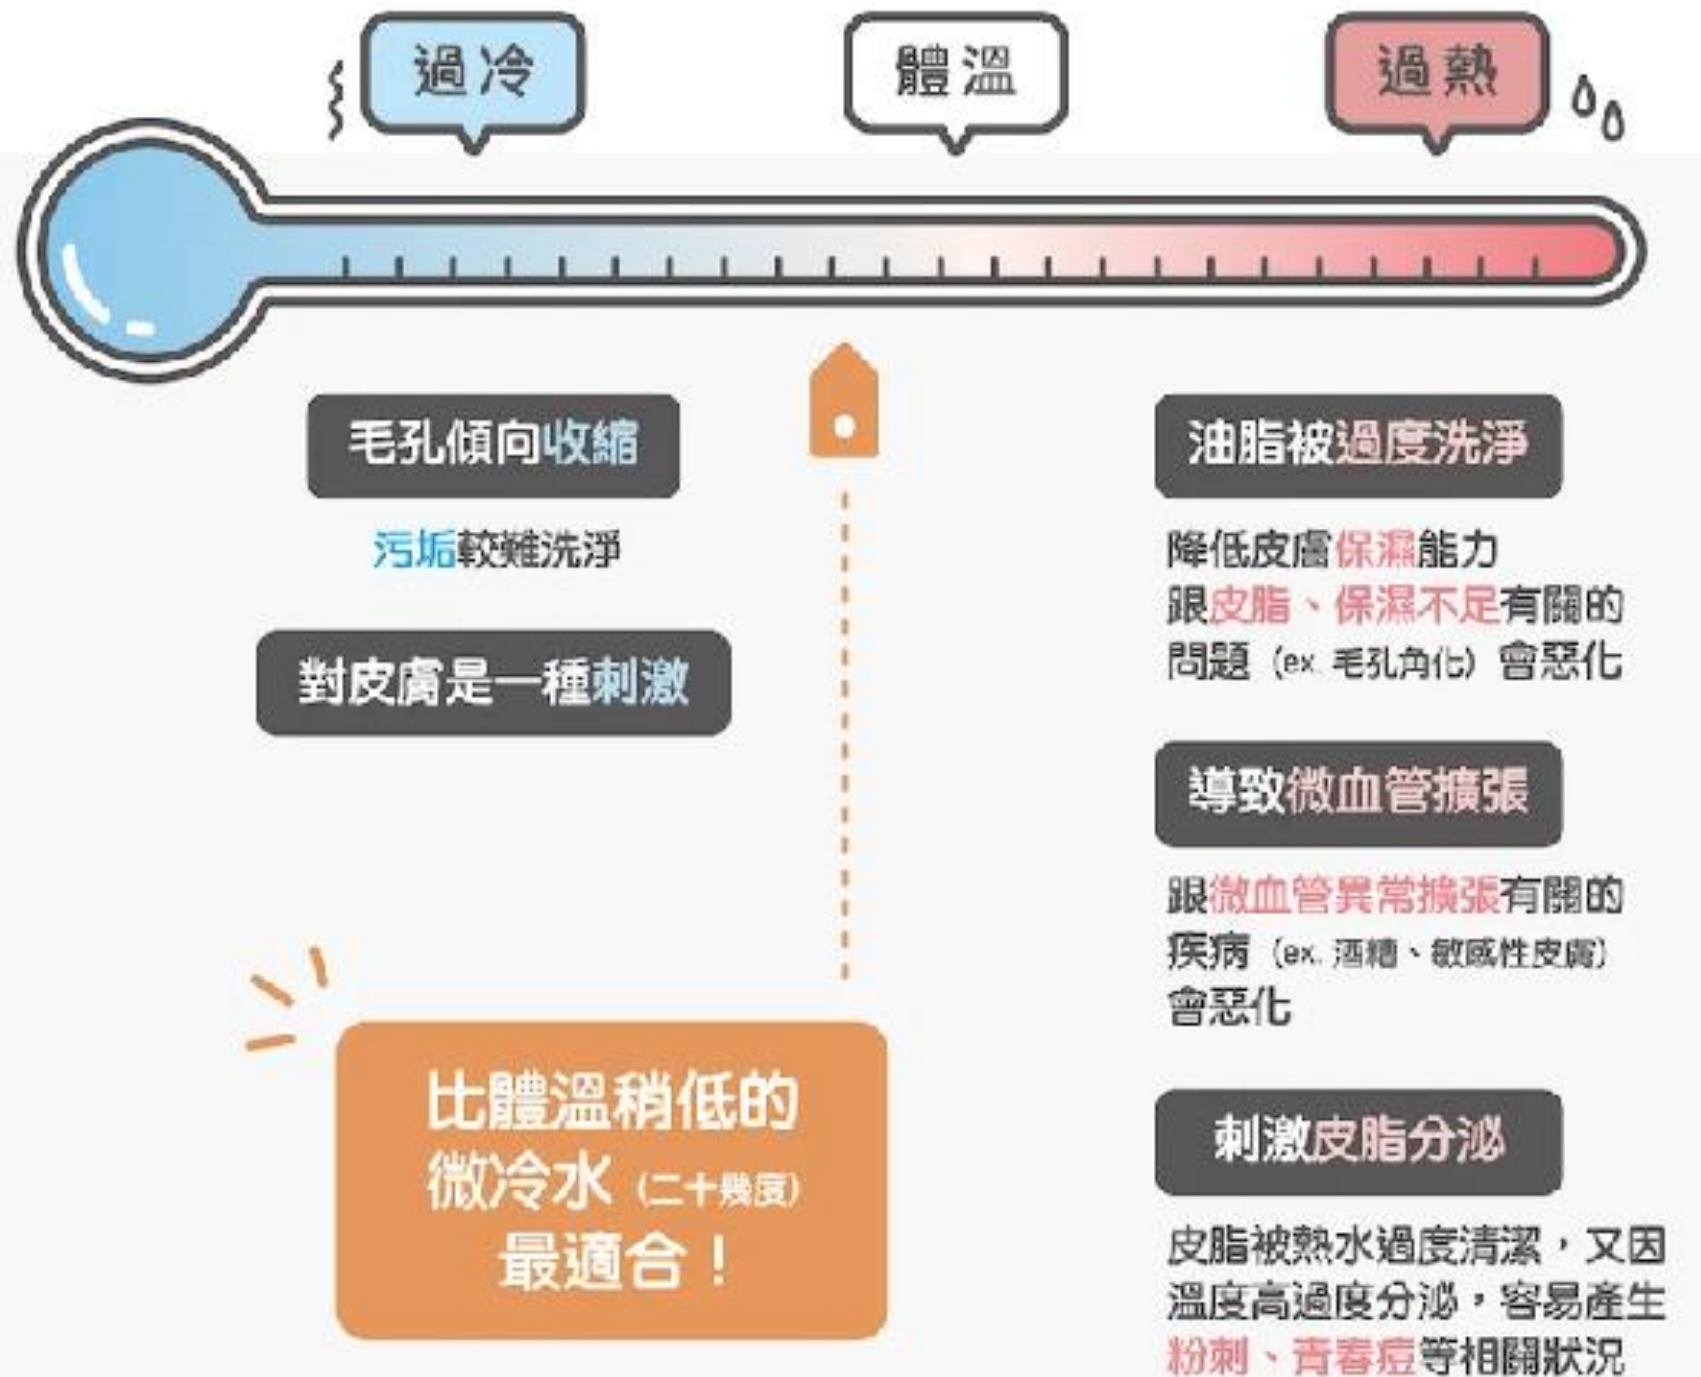 過冷
體溫
過熱
毛孔傾向收縮
污垢較難洗淨
對皮膚是一種刺激
比體溫稍低的
微冷水 (二十幾度)
最適合！
油脂被過度洗淨
降低皮膚保濕能力
跟皮脂、保濕不足有關的
問題 (ex. 毛孔角化) 會惡化
導致微血管擴張
跟微血管異常擴張有關的
疾病 (ex. 酒糟、敏感性皮膚)
會惡化
刺激皮脂分泌
皮脂被熱水過度清潔，又因
溫度高過度分泌，容易產生
粉刺、青春痘等相關狀況